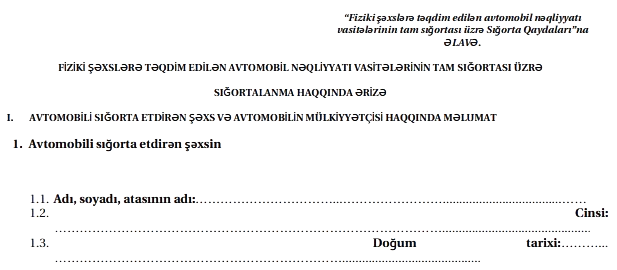 “Fiziki şəxslərə təqdim edilən avtomobil nəqliyyatı
vasitələrinin tam sığortası üzrə Sığorta Qaydaları”na
ƏLAVƏ.
FİZİKİ ŞƏXSLƏRƏ TƏQDİM EDİLƏN AVTOMOBİL NƏQLİYYATI VASİTƏLƏRİNİN TAM SIĞORTASI ÜZRƏ
SIĞORTALANMA HAQQINDA ƏRİZƏ
I. AVTOMOBİLİ SIĞORTA ETDİRƏN ŞƏXS VƏ AVTOMOBİLİN MÜLKİYYƏTÇİSİ HAQQINDA MƏLUMAT
1. Avtomobili sığorta etdirən şəxsin
1.1. Adı, soyadı, atasının adı:……………………………………………………………………
1.2. Cinsi:
……………………………………………………………………………………………
1.3. Doğum tarixi:………..
……………………………………………………………………